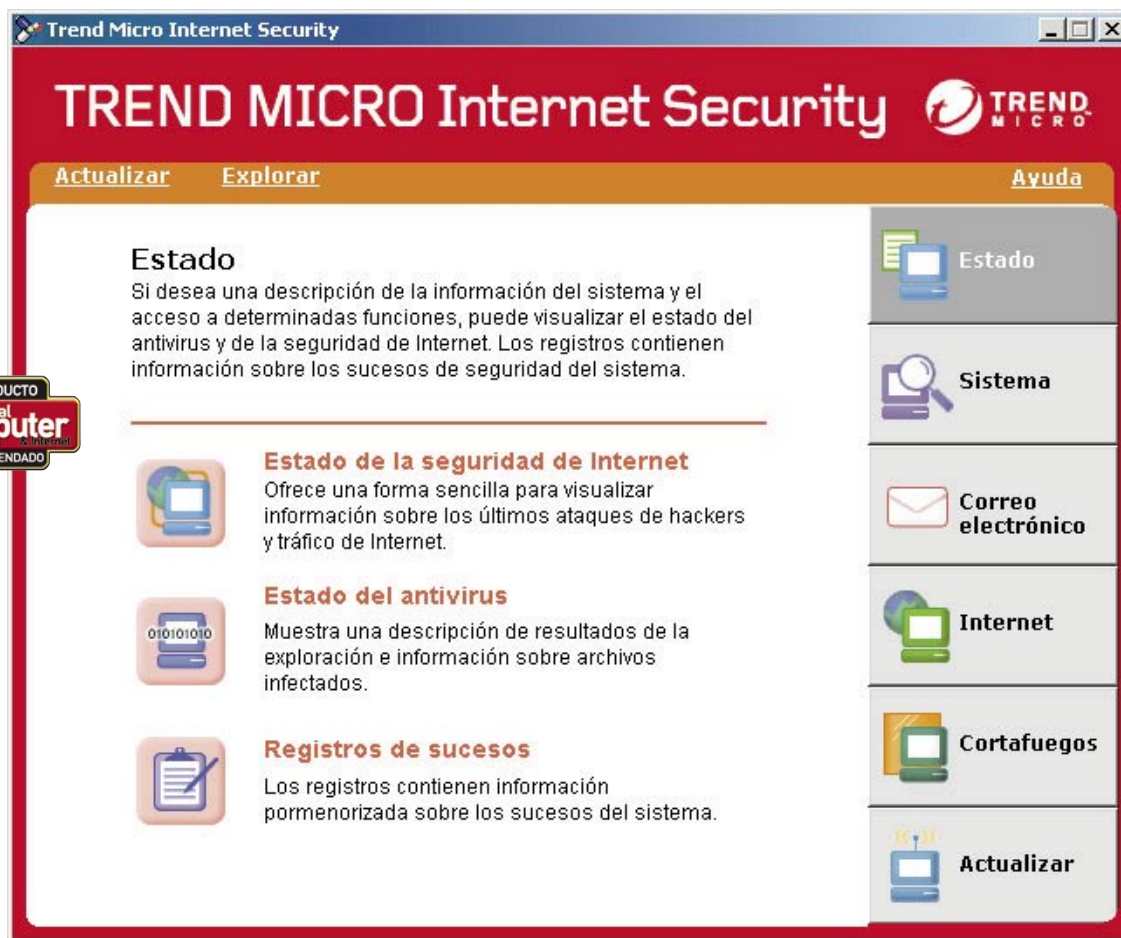 Trend Micro Internet Security
TREND MICRO Internet Security
TREND
MICRO
Actualizar
Explorar
Ayuda
Estado
Si desea una descripción de la información del sistema y el
acceso a determinadas funciones, puede visualizar el estado del
antivirus y de la seguridad de Internet. Los registros contienen
información sobre los sucesos de seguridad del sistema.
Estado de la seguridad de Internet
Ofrece una forma sencilla para visualizar
información sobre los últimos ataques de hackers
y tráfico de Internet.
010101010
Estado del antivirus
Muestra una descripción de resultados de la
exploración e información sobre archivos
infectados.
Registros de sucesos
Los registros contienen información
pormenorizada sobre los sucesos del sistema.
Estado
Sistema
Correo
electrónico
Internet
Cortafuegos
Actualizar
& Internet